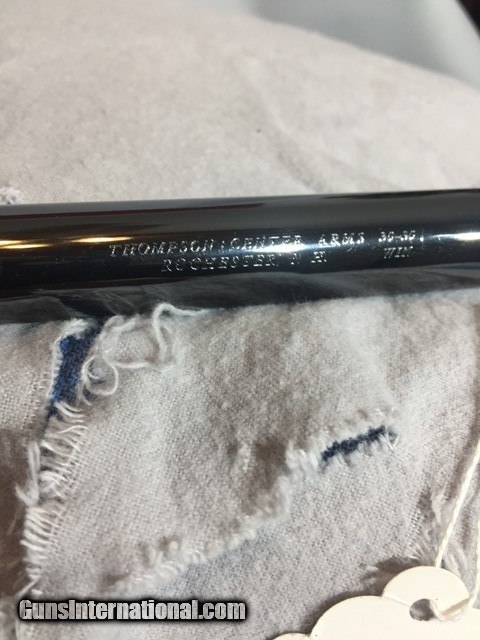 THOMPSON CENTER ARMS 30-30
ROCHESTER, N.H. WIN
GunsInternational.com